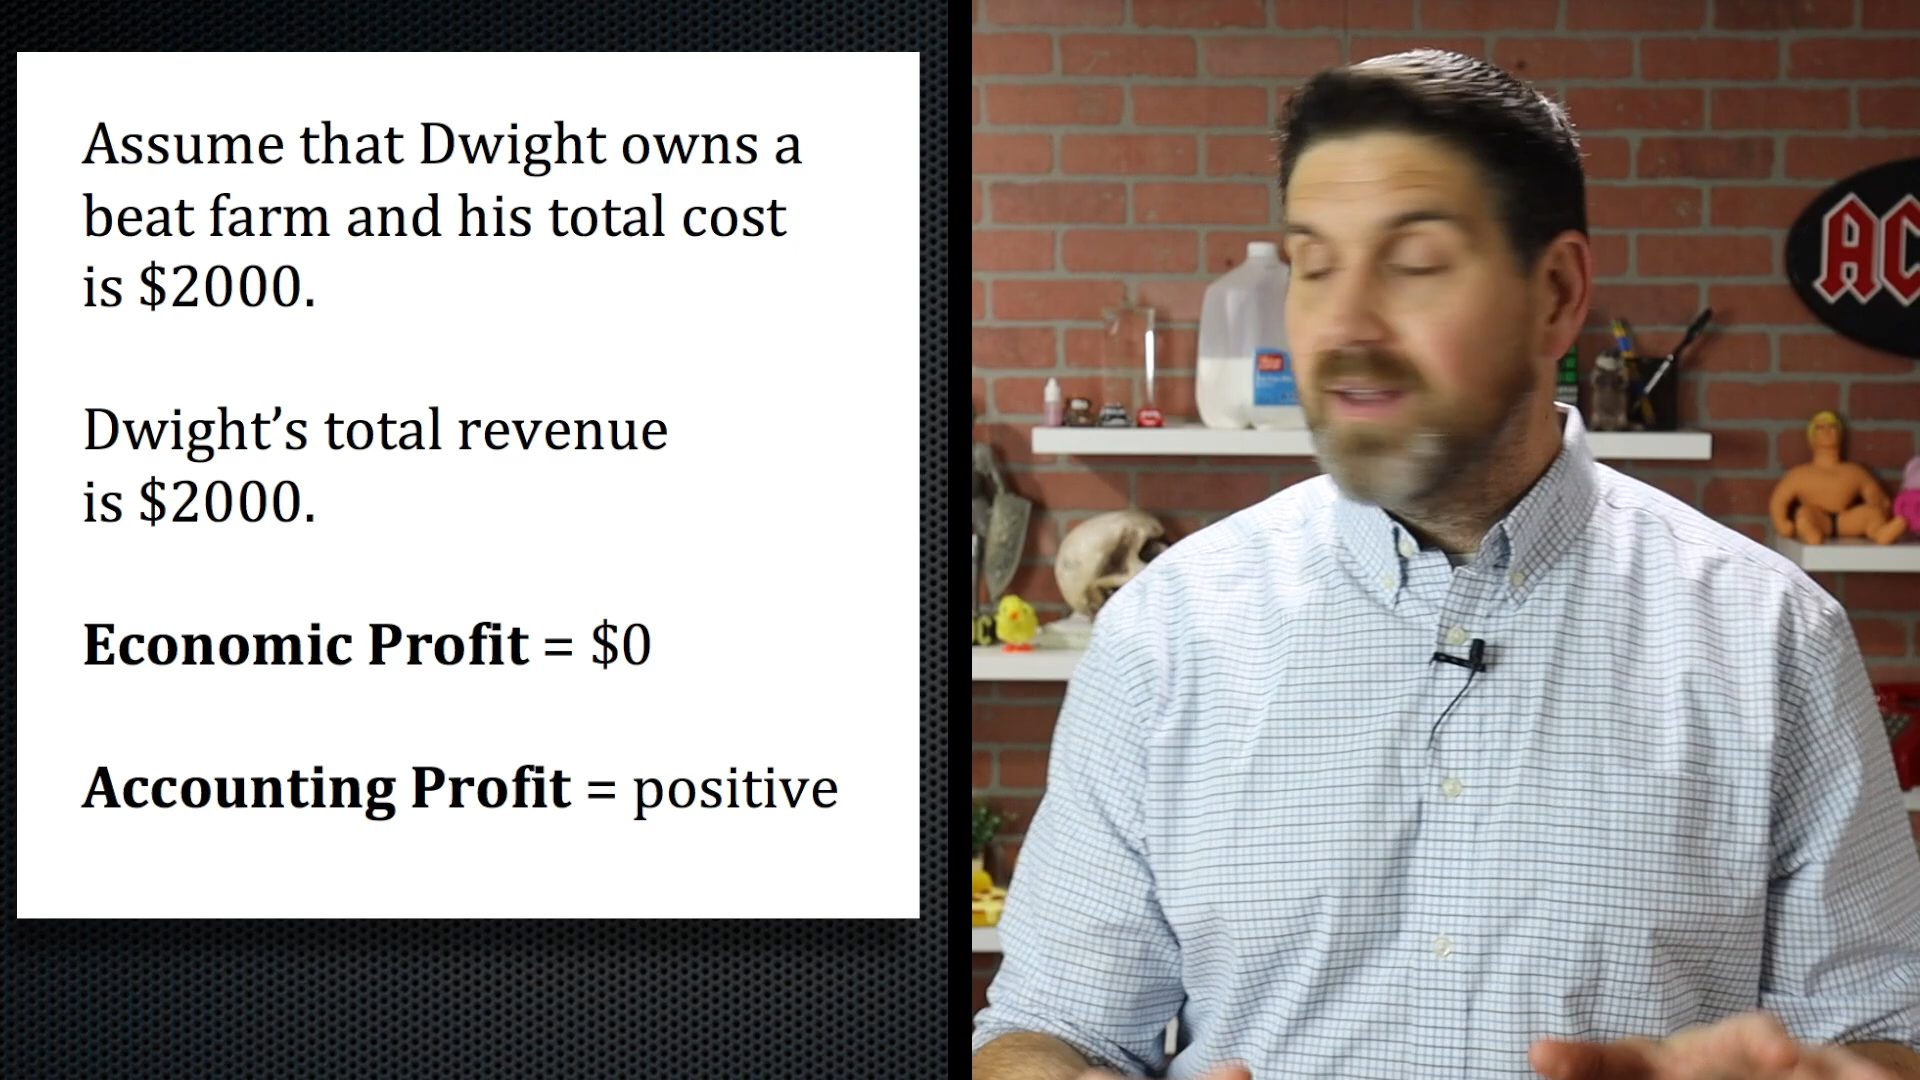 Assume that Dwight owns a
beat farm and his total cost
is $2000.
Dwight's total revenue
is $2000.
Economic Profit = $0
Accounting Profit = positive
AC